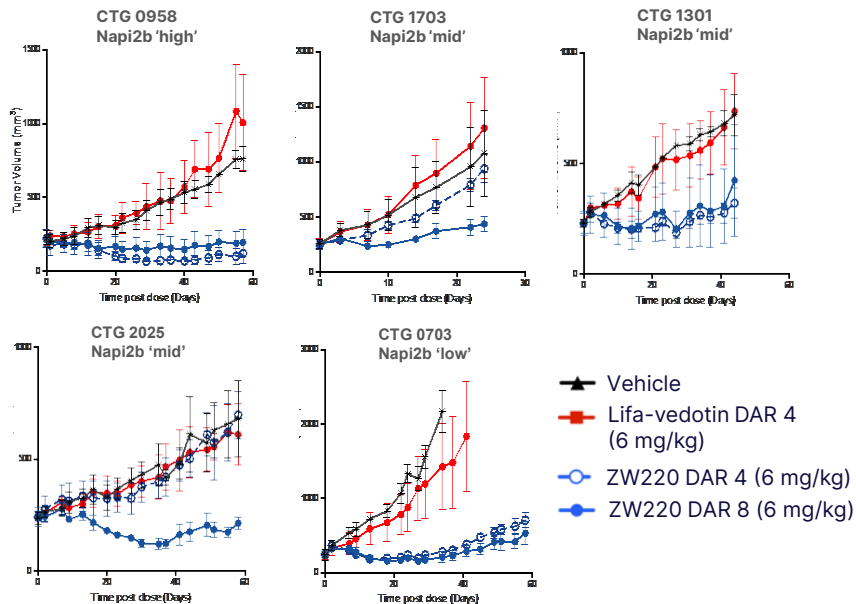 CTG 0958
Napi2b 'high'
CTG 1703
Napi2b 'mid'
CTG 1301
Napi2b 'mid'
Tumor Volume (mm³)
1000
500
0
0
20
40
60
Time post dose (Days)
2000
1500
1000
500
0
0
10
20
30
Time post dose (Days)
500
0
0
20
40
60
Time post dose (Days)
CTG 2025
Napi2b 'mid'
CTG 0703
Napi2b 'low'
500
0
0
20
40
60
Time post dose (Days)
2000
1000
0
0
20
40
60
Time post dose (Days)
Vehicle
Lifa-vedotin DAR 4
(6 mg/kg)
ZW220 DAR 4 (6 mg/kg)
ZW220 DAR 8 (6 mg/kg)